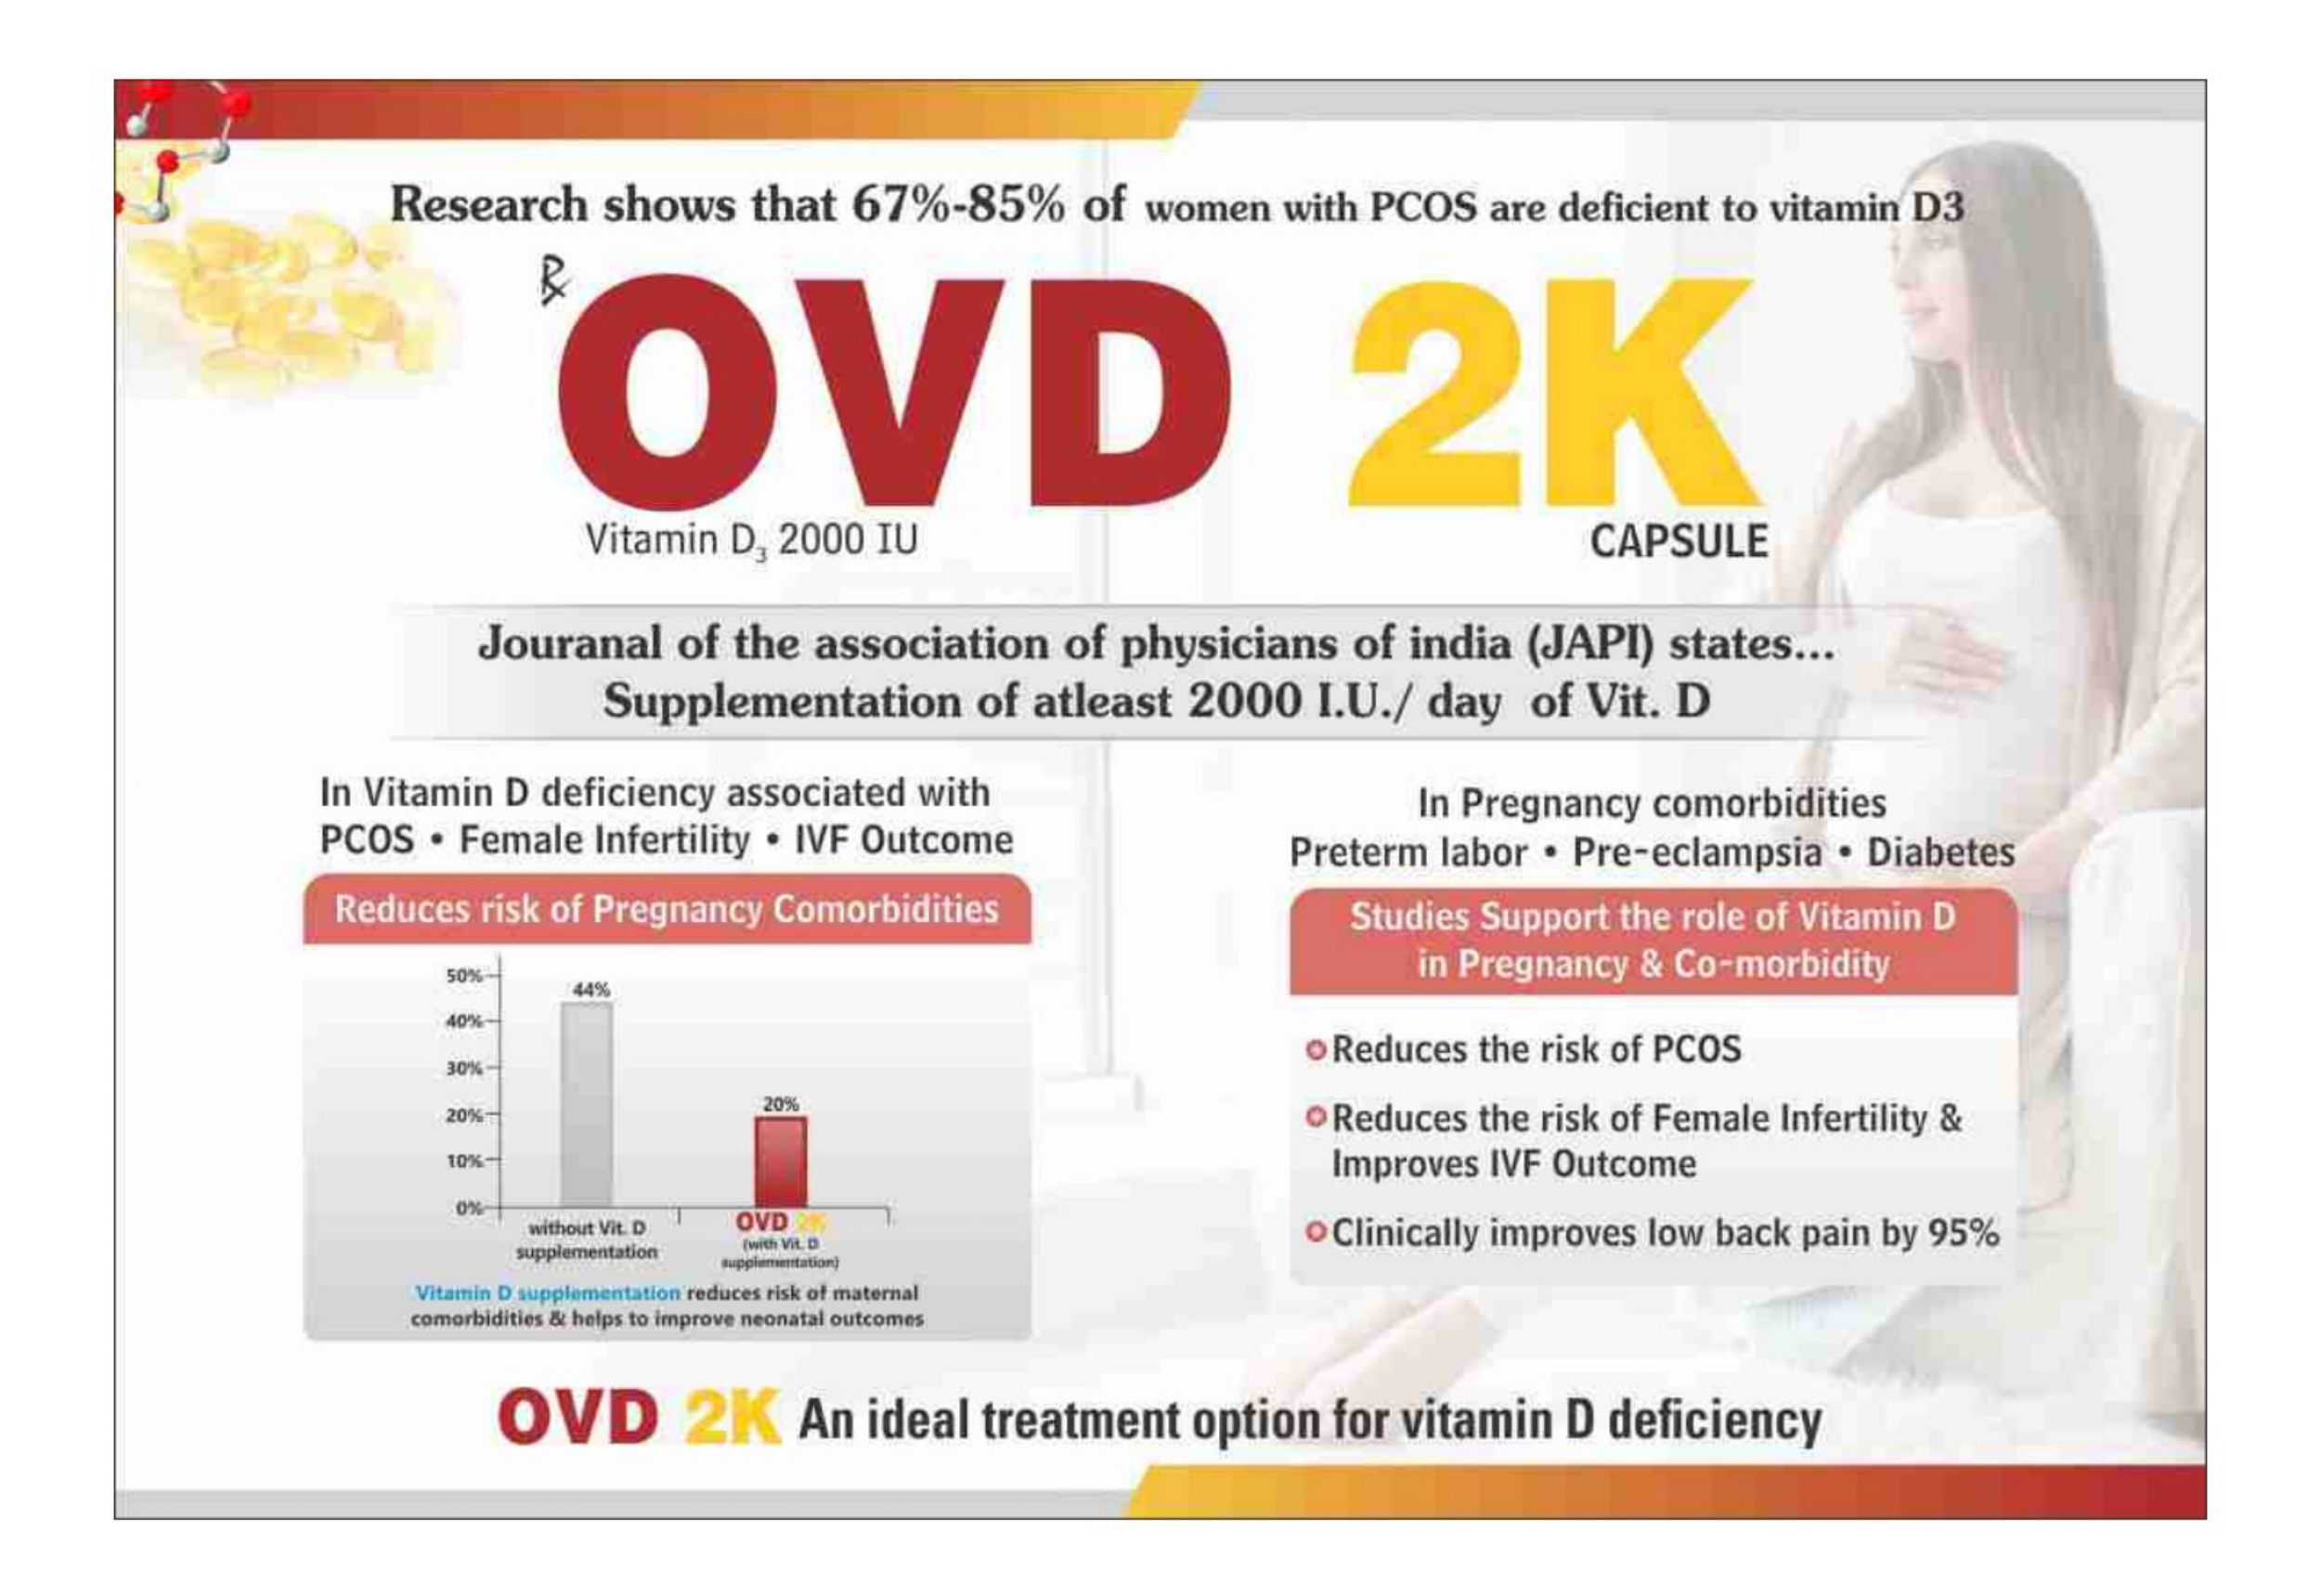 Research shows that 67%-85% of women with PCOS are deficient to vitamin D3
℞
OVD 2K
Vitamin D₃ 2000 IU
CAPSULE
Jouranal of the association of physicians of india (JAPI) states...
Supplementation of atleast 2000 I.U./ day of Vit. D
In Vitamin D deficiency associated with
PCOS • Female Infertility • IVF Outcome
Reduces risk of Pregnancy Comorbidities
50%
40%
30%
20%
10%
0%
44%
20%
without Vit. D
supplementation
OVD 2K
(with Vit. D
supplementation)
Vitamin D supplementation reduces risk of maternal
comorbidities & helps to improve neonatal outcomes
In Pregnancy comorbidities
Preterm labor • Pre-eclampsia • Diabetes
Studies Support the role of Vitamin D
in Pregnancy & Co-morbidity
Reduces the risk of PCOS
Reduces the risk of Female Infertility &
Improves IVF Outcome
Clinically improves low back pain by 95%
OVD 2K An ideal treatment option for vitamin D deficiency